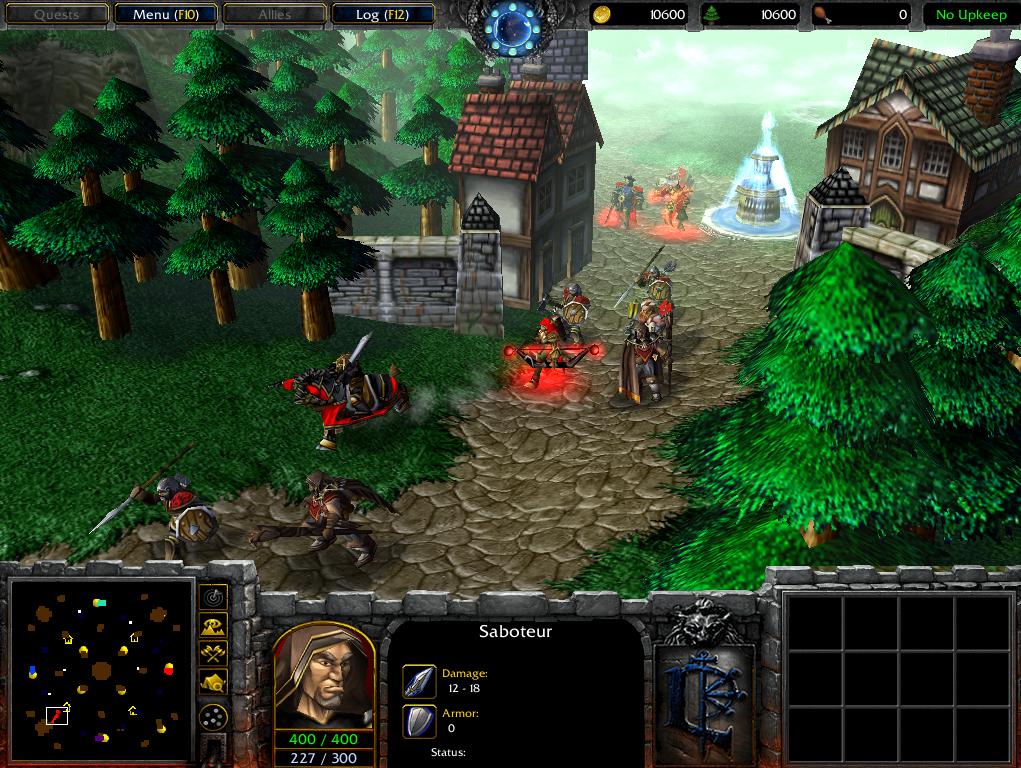 Quests Menu (F10) Allies Log (F12) 10600 10600 0 No Upkeep
Saboteur
Damage:
12 - 18
Armor:
0
400 / 400
227 / 300
Status: